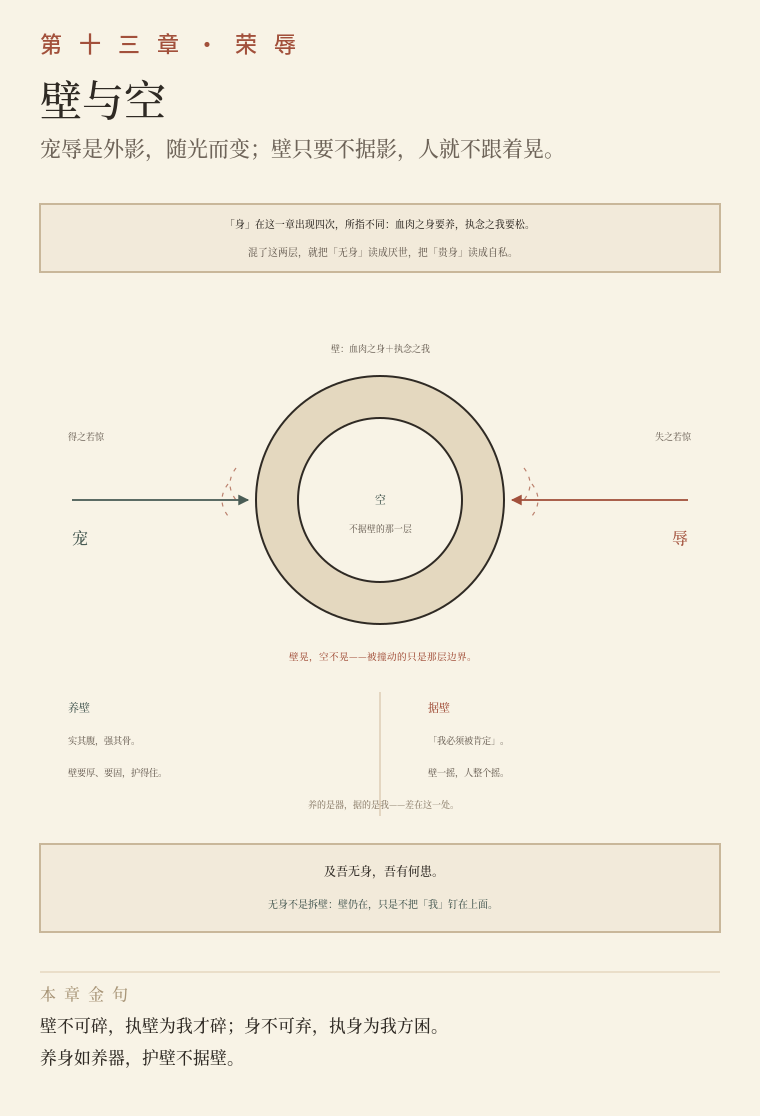 第十三章·荣辱
壁与空
宠辱是外影，随光而变；壁只要不据影，人就不跟着晃。
「身」在这一章出现四次，所指不同：血肉之身要养，执念之我要松。
混了这两层，就把「无身」读成厌世，把「贵身」读成自私。
壁：血肉之身＋执念之我
得之若惊
失之若惊
空
不据壁的那一层
宠
辱
壁晃，空不晃——被撞动的只是那层边界。
养壁
实其腹，强其骨。
壁要厚、要固，护得住。
据壁
「我必须被肯定」。
壁一摇，人整个摇。
养的是器，据的是我——差在这一处。
及吾无身，吾有何患。
无身不是拆壁：壁仍在，只是不把「我」钉在上面。
本章金句
壁不可碎，执壁为我才碎；身不可弃，执身为我方困。
养身如养器，护壁不据壁。